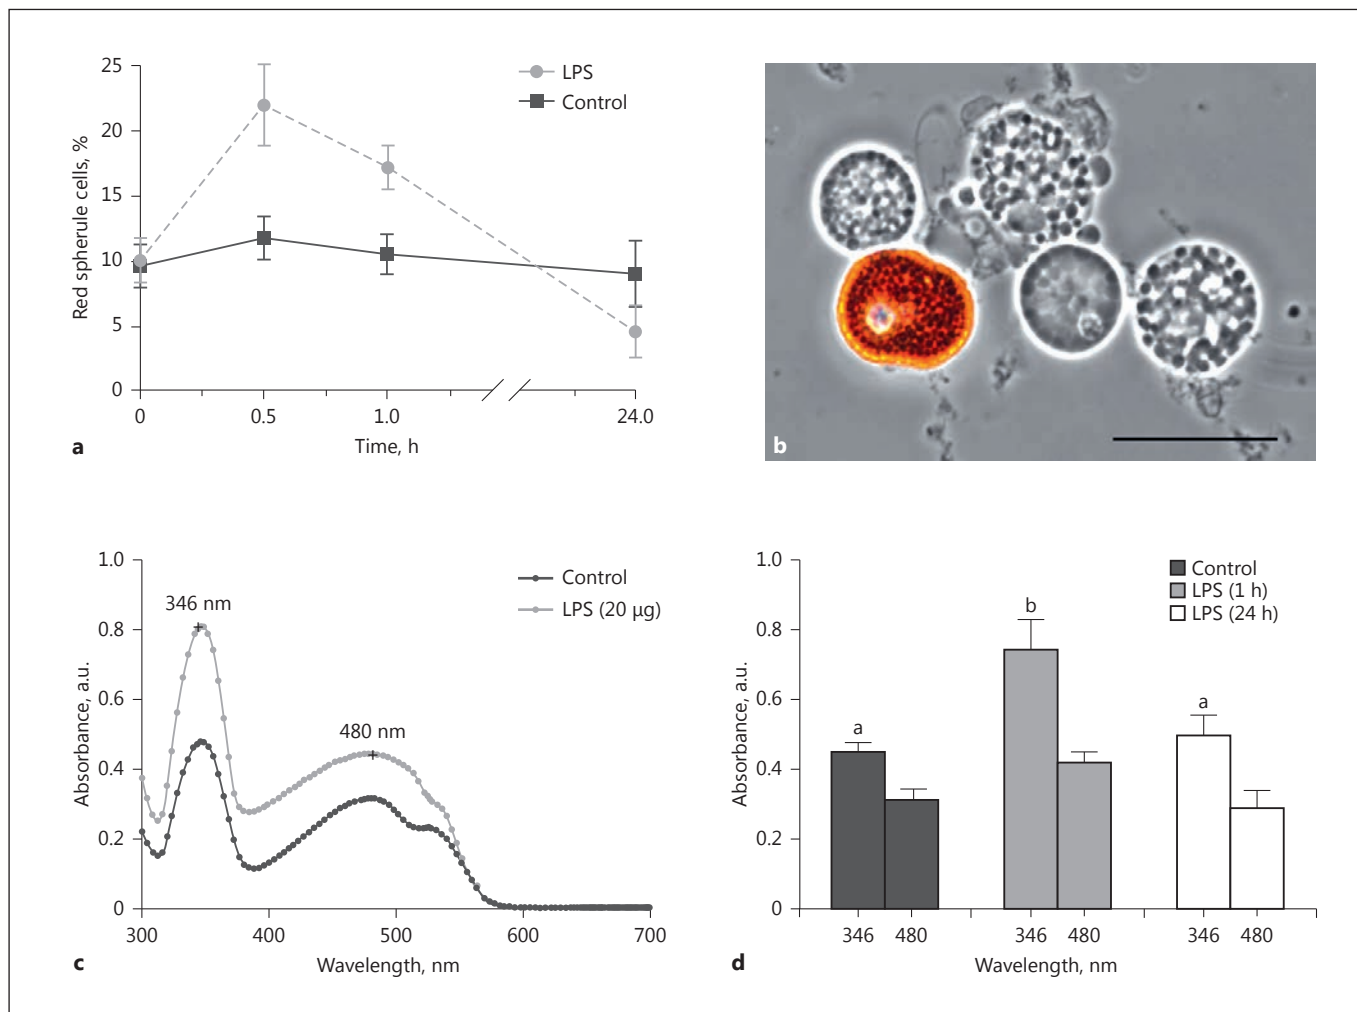 25
20
15
10
5
0
Red spherule cells, %
LPS
Control
0
0.5
1.0
24.0
Time, h
a
b
1.0
0.8
0.6
0.4
0.2
0
Absorbance, a.u.
346 nm
480 nm
Control
LPS (20 μg)
300
400
500
600
700
Wavelength, nm
c
1.0
0.8
0.6
0.4
0.2
0
Absorbance, a.u.
Control
LPS (1 h)
LPS (24 h)
a
b
a
346
480
346
480
346
480
Wavelength, nm
d